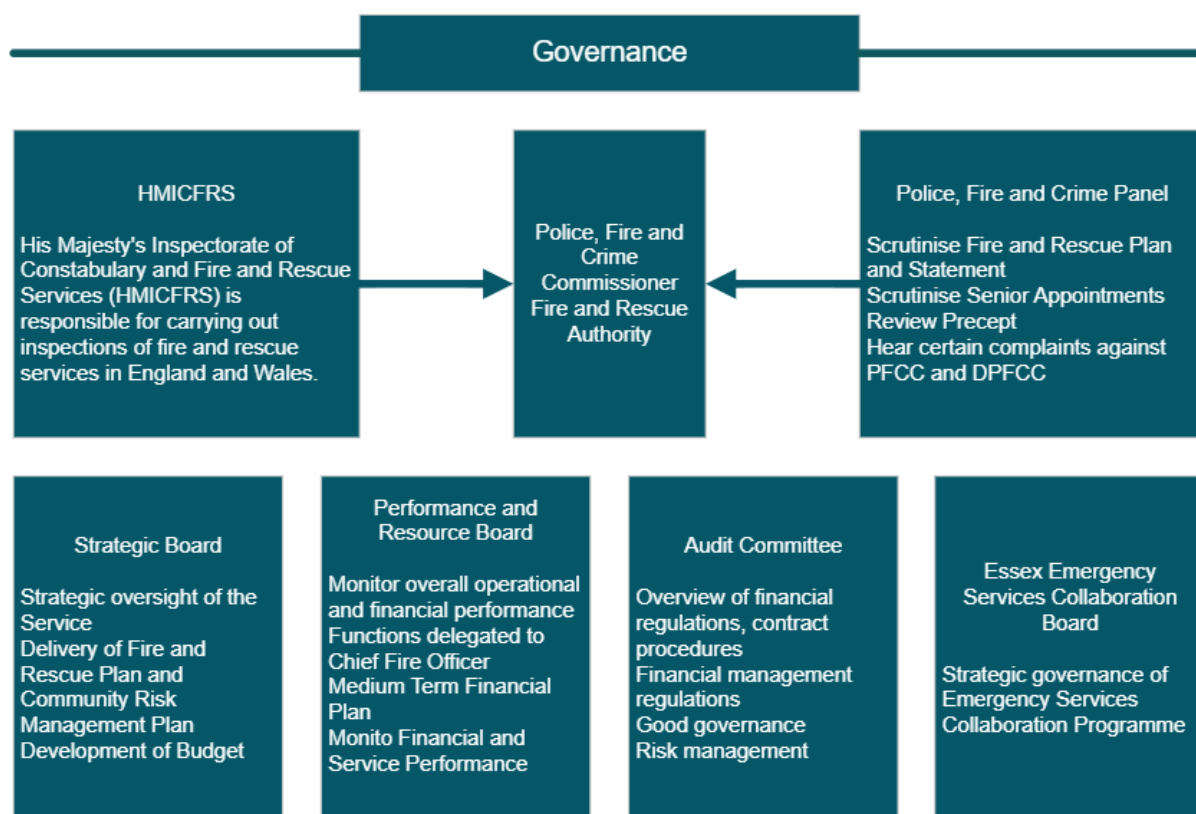 Governance
HMICFRS
His Majesty's Inspectorate of
Constabulary and Fire and Rescue
Services (HMICFRS) is
responsible for carrying out
inspections of fire and rescue
services in England and Wales.
Police, Fire and
Crime
Commissioner
Fire and Rescue
Authority
Police, Fire and Crime Panel
Scrutinise Fire and Rescue Plan
and Statement
Scrutinise Senior Appointments
Review Precept
Hear certain complaints against
PFCC and DPFCC
Strategic Board
Strategic oversight of the
Service
Delivery of Fire and
Rescue Plan and
Community Risk
Management Plan
Development of Budget
Performance and
Resource Board
Monitor overall operational
and financial performance
Functions delegated to
Chief Fire Officer
Medium Term Financial
Plan
Monito Financial and
Service Performance
Audit Committee
Overview of financial
regulations, contract
procedures
Financial management
regulations
Good governance
Risk management
Essex Emergency
Services Collaboration
Board
Strategic governance of
Emergency Services
Collaboration Programme